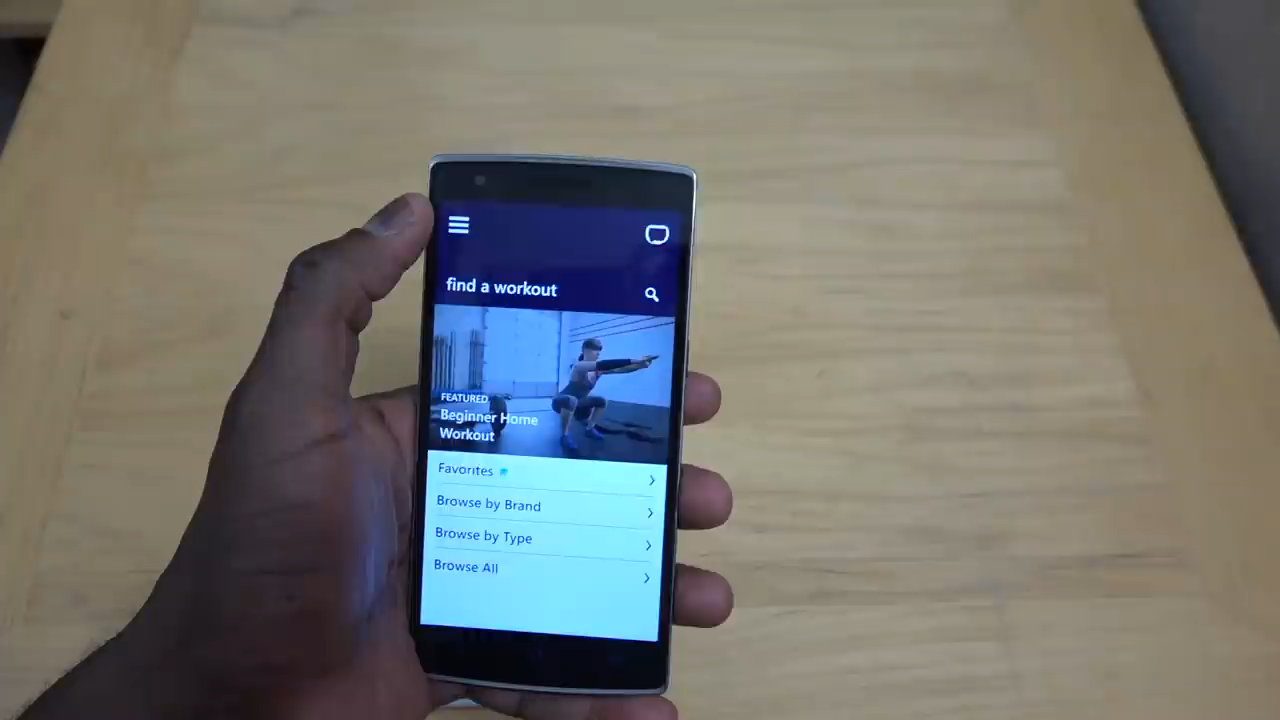 find a workout
FEATURED
Beginner Home
Workout
Favorites
Browse by Brand
Browse by Type
Browse All